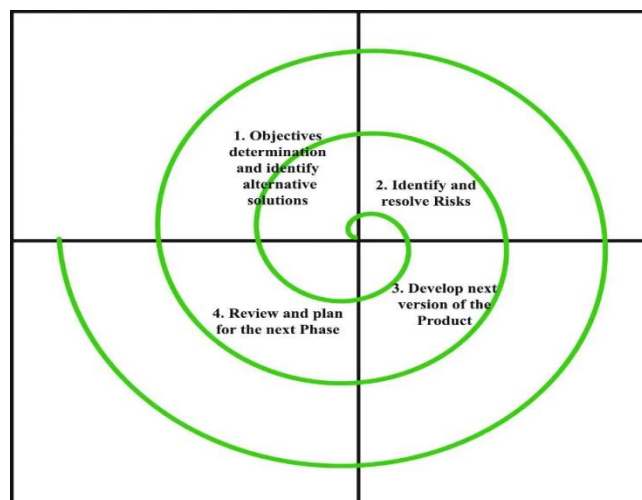 1. Objectives
determination
and identify
alternative
solutions
2. Identify and
resolve Risks
3. Develop next
version of the
Product
4. Review and plan
for the next Phase